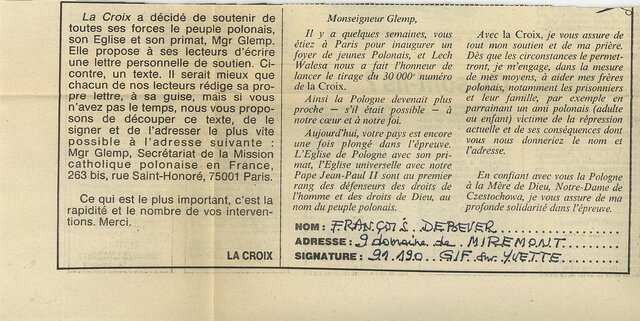 La Croix a décidé de soutenir de
toutes ses forces le peuple polonais,
son Eglise et son primat, Mgr Glemp.
Elle propose à ses lecteurs d'écrire
une lettre personnelle de soutien. Ci-
contre, un texte. Il serait mieux que
chacun de nos lecteurs rédige sa pro-
pre lettre, à sa guise, mais si vous
n'avez pas le temps, nous vous propo-
sons de découper ce texte, de le
signer et de l'adresser le plus vite
possible à l'adresse suivante :
Mgr Glemp, Secrétariat de la Mission
catholique polonaise en France,
263 bis, rue Saint-Honoré, 75001 Paris.
Ce qui est le plus important, c'est la
rapidité et le nombre de vos interven-
tions. Merci.
LA CROIX
Monseigneur Glemp,
Il y a quelques semaines, vous
étiez à Paris pour inaugurer un
foyer de jeunes Polonais, et Lech
Walesa nous a fait l'honneur de
lancer le tirage du 30 000e numéro
de la Croix.
Ainsi la Pologne devenait plus
proche – s'il était possible – à
notre cœur et à notre foi.
Aujourd'hui, votre pays est encore
une fois plongé dans l'épreuve.
L'Eglise de Pologne avec son pri-
mat, l'Eglise universelle avec notre
Pape Jean-Paul II sont au premier
rang des défenseurs des droits de
l'homme et des droits de Dieu, au
nom du peuple polonais.
Avec la Croix, je vous assure de
tout mon soutien et de ma prière.
Dès que les circonstances le permet-
tront, je m'engage, dans la mesure
de mes moyens, à aider mes frères
polonais, notamment les prisonniers
et leur famille, par exemple en
parrainant un ami polonais (adulte
ou enfant) victime de la répression
actuelle et de ses conséquences dont
vous nous donneriez le nom et
l'adresse.
En confiant avec vous la Pologne
à la Mère de Dieu, Notre-Dame de
Czestochowa, je vous assure de ma
profonde solidarité dans l'épreuve.
NOM : FRANÇOIS DEBEVER
ADRESSE : 9 domaine de MIREMONT
SIGNATURE : 91.190 GIF sur YVETTE